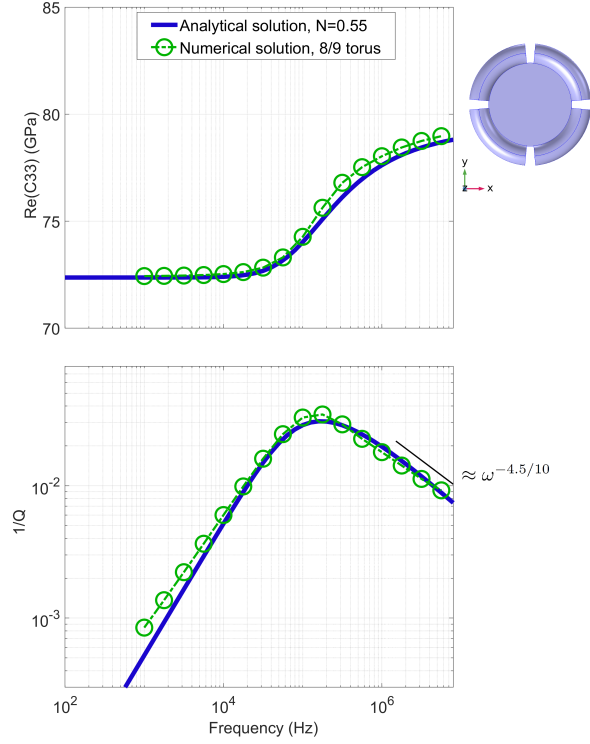 85
80
75
70
Re(C33) (GPa)
Analytical solution, N=0.55
Numerical solution, 8/9 torus
y
z
x
10^-2
10^-3
1/Q
≈ ω^{-4.5/10}
10^2
10^4
10^6
Frequency (Hz)